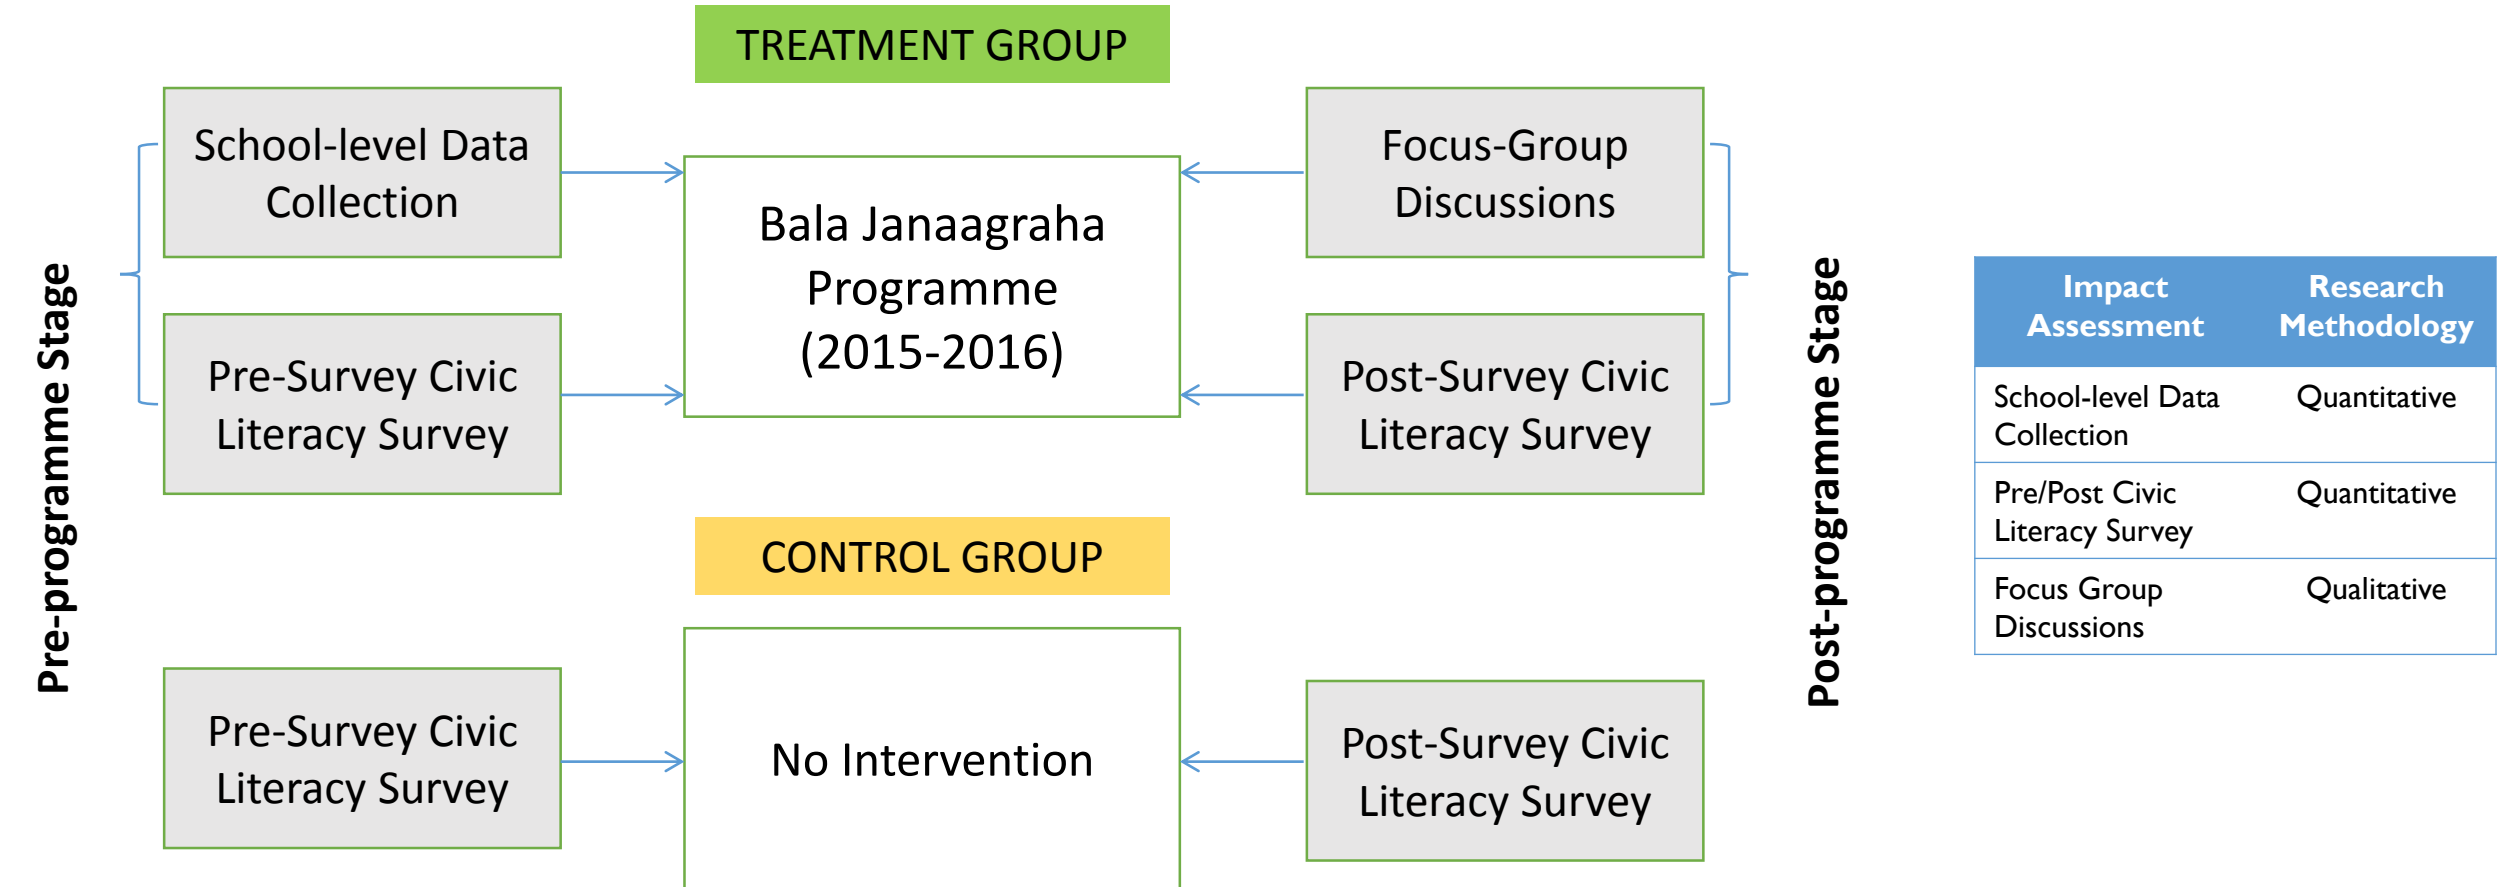 TREATMENT GROUP
Pre-programme Stage
School-level Data
Collection
Pre-Survey Civic
Literacy Survey
Bala Janaagraha
Programme
(2015-2016)
Focus-Group
Discussions
Post-Survey Civic
Literacy Survey
Post-programme Stage
CONTROL GROUP
Pre-Survey Civic
Literacy Survey
No Intervention
Post-Survey Civic
Literacy Survey
Impact Research
Assessment Methodology
School-level Data Quantitative
Collection
Pre/Post Civic Quantitative
Literacy Survey
Focus Group Qualitative
Discussions